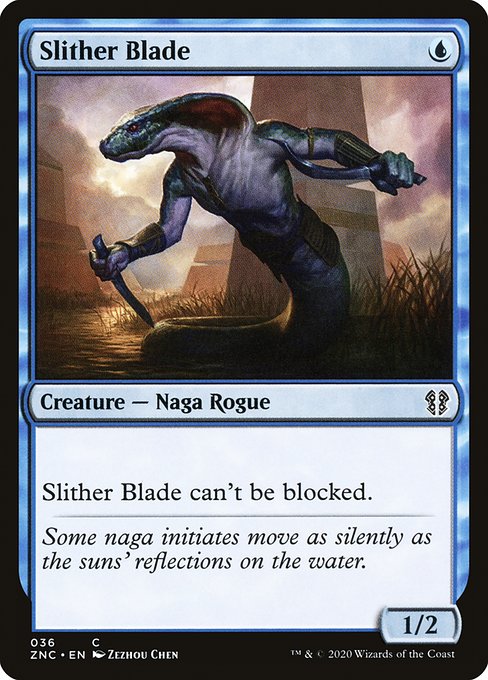 Slither Blade
Creature — Naga Rogue
Slither Blade can't be blocked.
Some naga initiates move as silently as
the suns' reflections on the water.
1/2
036 C
ZNC • EN Zezhou Chen
™ & © 2020 Wizards of the Coast